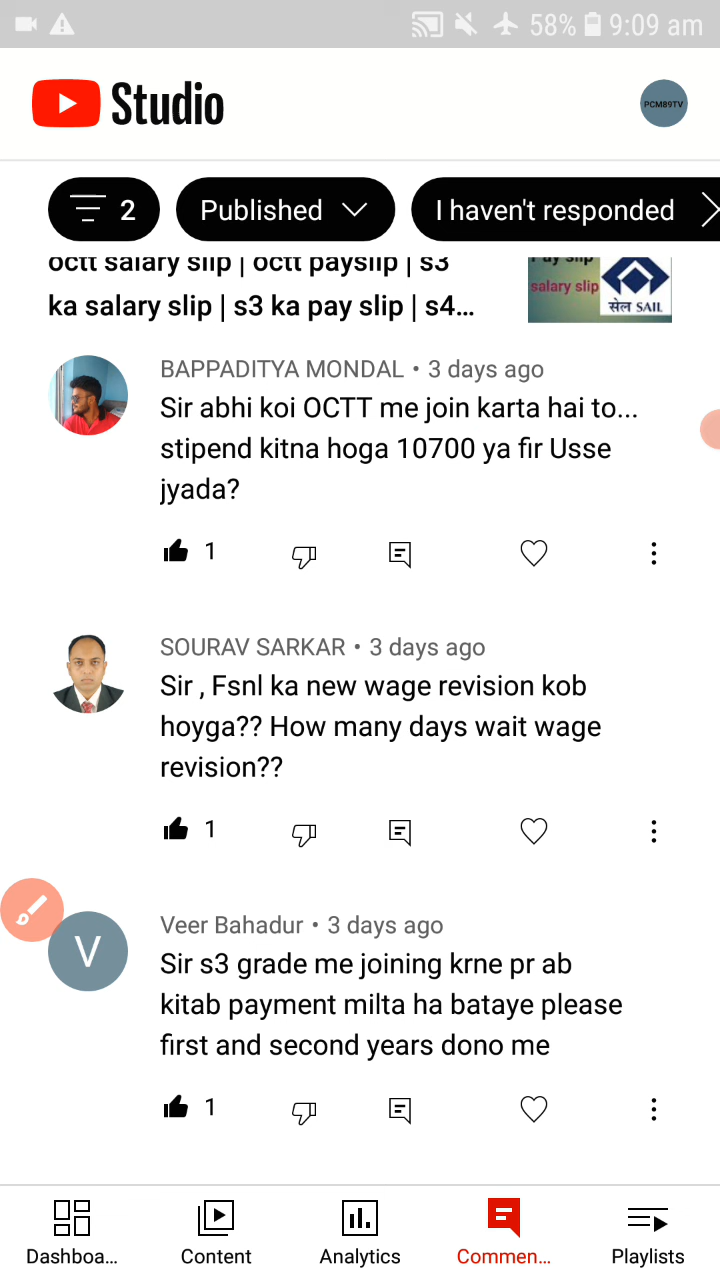 58% 9:09 am
Studio
PCM89TV
2 Published I haven't responded
octt salary slip | octt payslip | s3
ka salary slip | s3 ka pay slip | s4...
Pay slip
salary slip
सेल SAIL
BAPPADITYA MONDAL • 3 days ago
Sir abhi koi OCTT me join karta hai to...
stipend kitna hoga 10700 ya fir Usse
jyada?
1
SOURAV SARKAR • 3 days ago
Sir , Fsnl ka new wage revision kob
hoyga?? How many days wait wage
revision??
1
V
Veer Bahadur • 3 days ago
Sir s3 grade me joining krne pr ab
kitab payment milta ha bataye please
first and second years dono me
1
Dashboa... Content Analytics Commen... Playlists